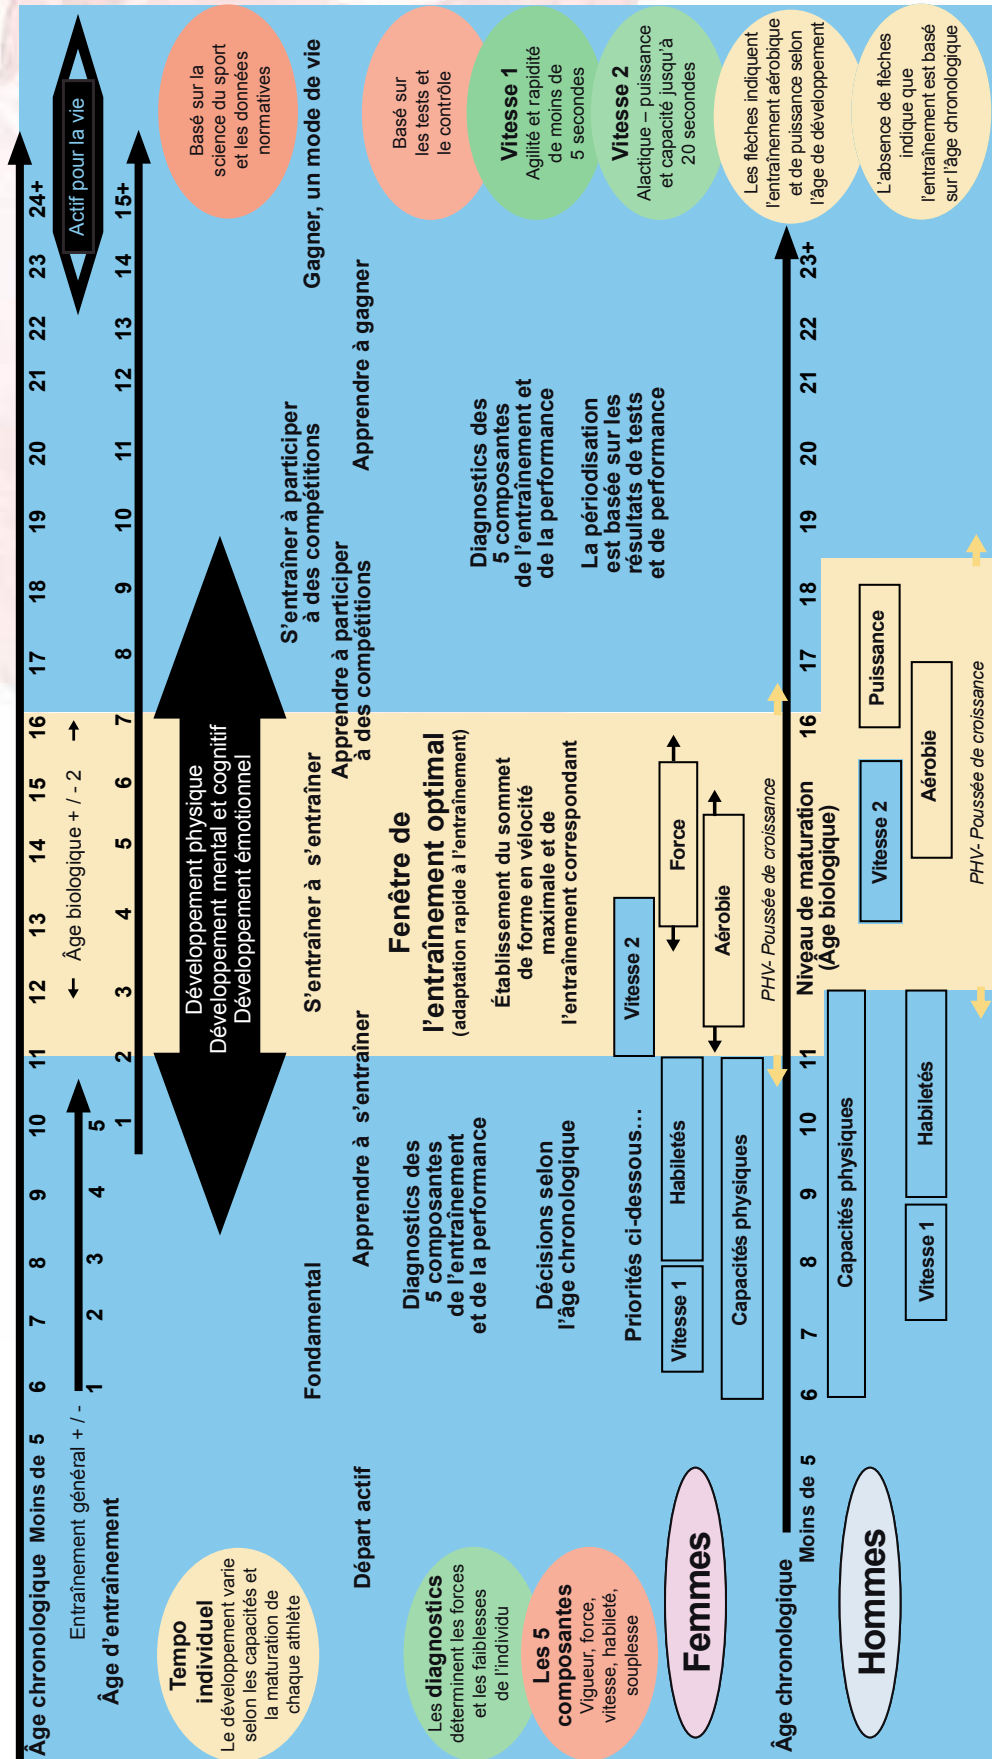 Âge chronologique Moins de 5 6 7 8 9 10 11 12 13 14 15 16 17 18 19 20 21 22 23 24+
Entraînement général + / -
Âge biologique + / - 2
Actif pour la vie
1 2 3 4 5
Âge d'entraînement
1 2 3 4 5 6 7 8 9 10 11 12 13 14 15+
Tempo
individuel
Le développement varie
selon les capacités et
la maturation de
chaque athlète
Développement physique
Développement mental et cognitif
Développement émotionnel
Basé sur la
science du sport
et les données
normatives
Fondamental
S'entraîner à s'entraîner
S'entraîner à participer
à des compétitions
Gagner, un mode de vie
Départ actif
Apprendre à s'entraîner
Apprendre à participer
à des compétitions
Apprendre à gagner
Les diagnostics
déterminent les forces
et les faiblesses
de l'individu
Diagnostics des
5 composantes
de l'entraînement
et de la performance
Fenêtre de
l'entraînement optimal
(adaptation rapide à l'entraînement)
Basé sur
les tests et
le contrôle
Diagnostics des
5 composantes
de l'entraînement et
de la performance
Vitesse 1
Agilité et rapidité
de moins de
5 secondes
Les 5
composantes
Vigueur, force,
vitesse, habileté,
souplesse
Décisions selon
l'âge chronologique
Établissement du sommet
de forme en vélocité
maximale et de
l'entraînement correspondant
La périodisation
est basée sur les
résultats de tests
et de performance
Vitesse 2
Alactique – puissance
et capacité jusqu'à
20 secondes
Priorités ci-dessous…
Femmes
Vitesse 2
Vitesse 1
Habiletés
Force
Capacités physiques
Aérobie
PHV- Poussée de croissance
Les flèches indiquent
l'entraînement aérobique
et de puissance selon
l'âge de développement
Âge chronologique
Moins de 5 6 7 8 9 10 11
Niveau de maturation
(Âge biologique)
16 17 18 19 20 21 22 23+
Hommes
Capacités physiques
Vitesse 2
Puissance
Vitesse 1
Habiletés
Aérobie
PHV- Poussée de croissance
L'absence de flèches
indique que
l'entraînement est basé
sur l'âge chronologique